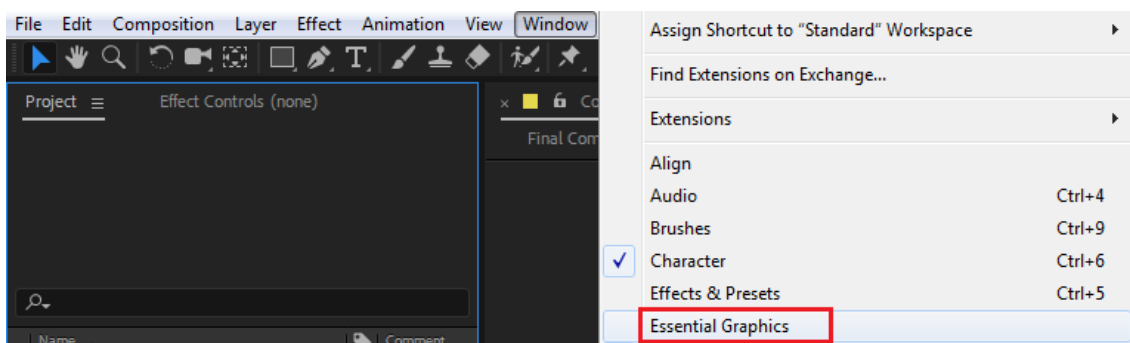 File Edit Composition Layer Effect Animation View Window
T
Project Effect Controls (none)
Final Com
Name Comment
Assign Shortcut to “Standard” Workspace
Find Extensions on Exchange...
Extensions
Align
Audio Ctrl+4
Brushes Ctrl+9
Character Ctrl+6
Effects & Presets Ctrl+5
Essential Graphics